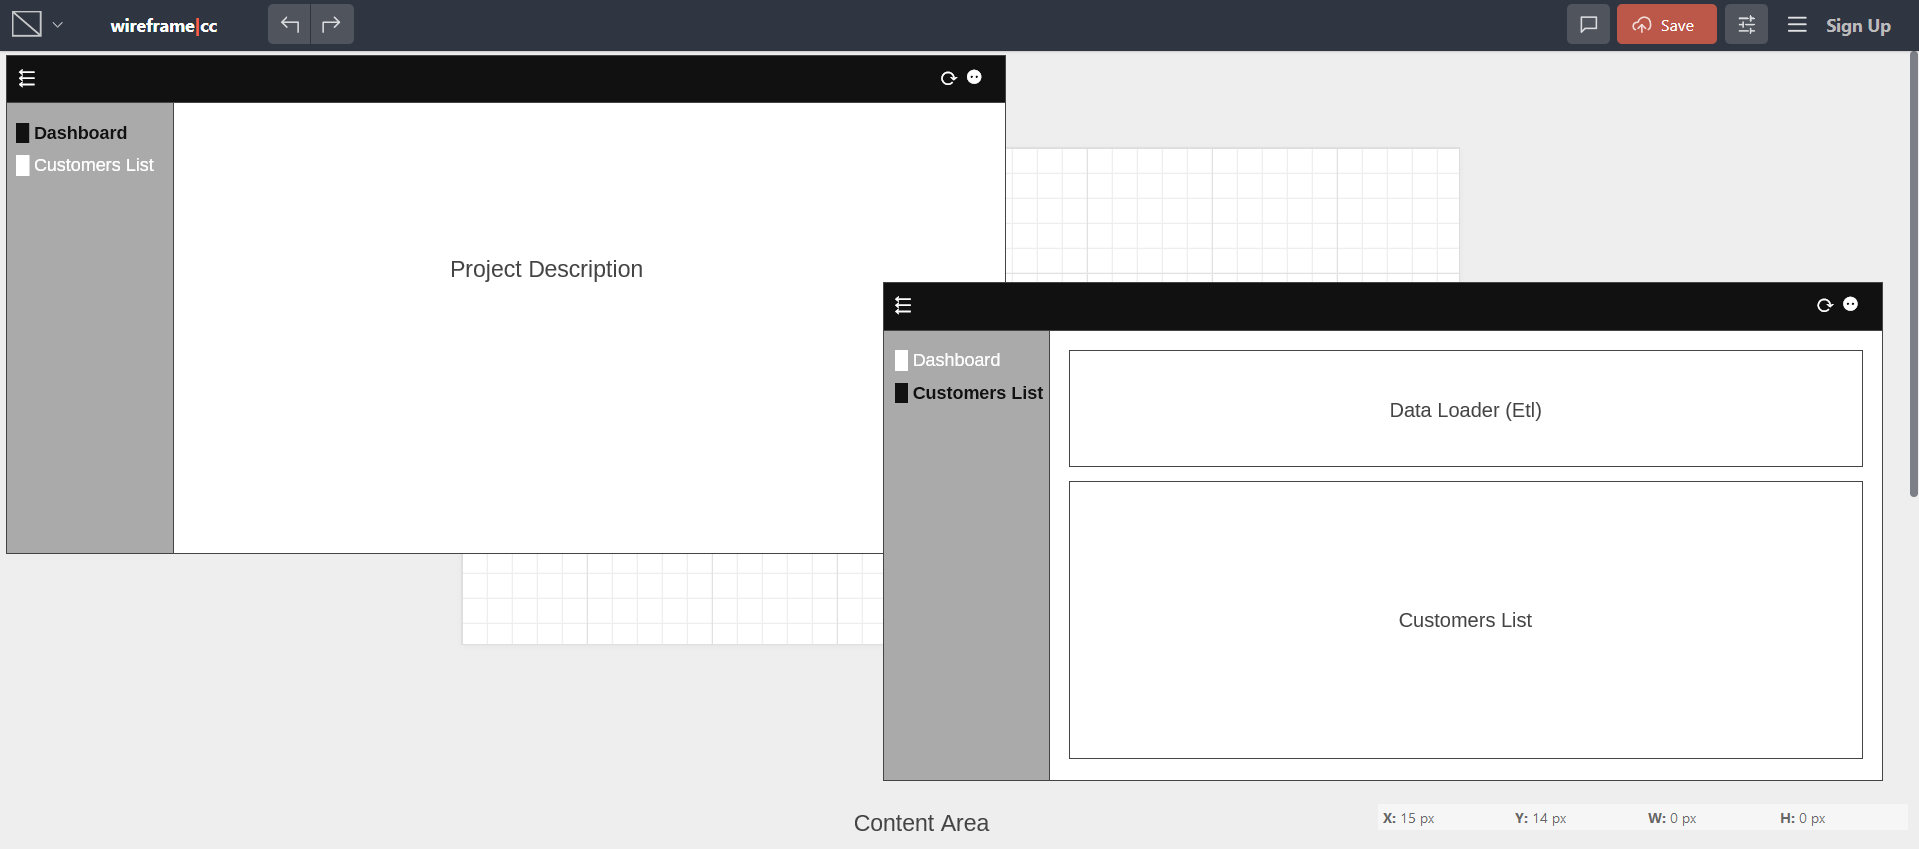 wireframe|cc
Save
Sign Up
Dashboard
Customers List
Project Description
Dashboard
Customers List
Data Loader (Etl)
Customers List
Content Area
X: 15 px Y: 14 px W: 0 px H: 0 px